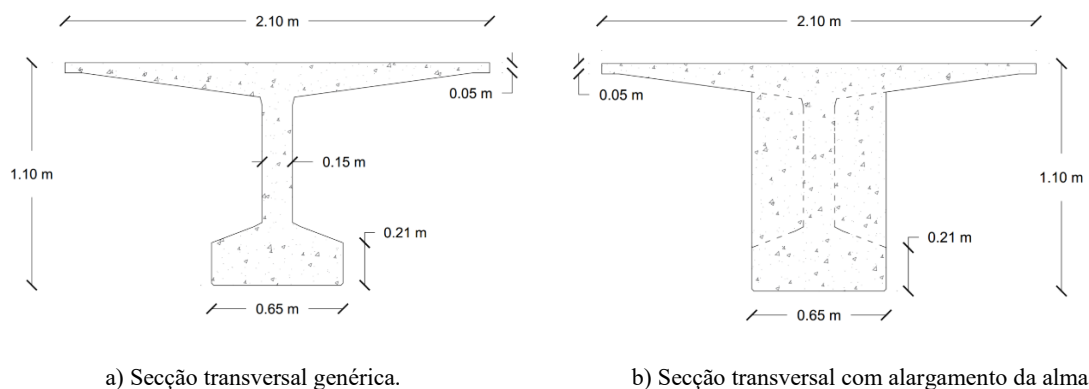 2.10 m
0.05 m
1.10 m
0.15 m
0.21 m
0.65 m
a) Secção transversal genérica.
2.10 m
0.05 m
1.10 m
0.21 m
0.65 m
b) Secção transversal com alargamento da alma